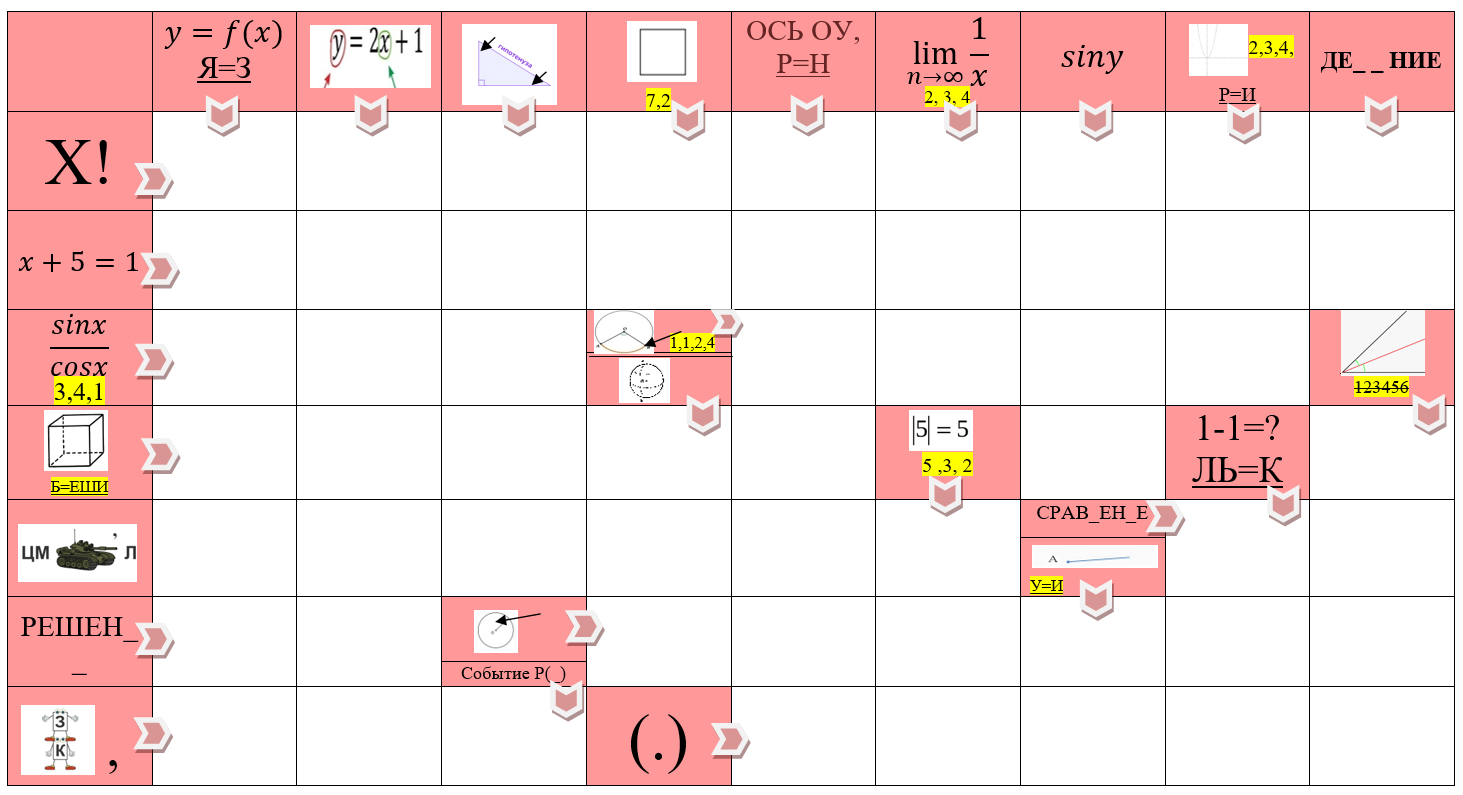 y = f(x)
Я=З
y = 2x + 1
гипотенуза
7,2
ОСЬ ОУ,
Р=Н
lim n→∞ 1/x
2, 3, 4
siny
2,3,4,
Р=И
ДЕ_ _ НИЕ
Х!
x + 5 = 1
sinx
cosx
3,4,1
1,1,2,4
123456
Б=ЕШИ
|5| = 5
5 ,3, 2
1-1=?
ЛЬ=К
ЦМ , Л
СРАВ_ЕН_Е
А
У=И
РЕШЕН_
_
Событие Р(_)
З
К ,
(.)